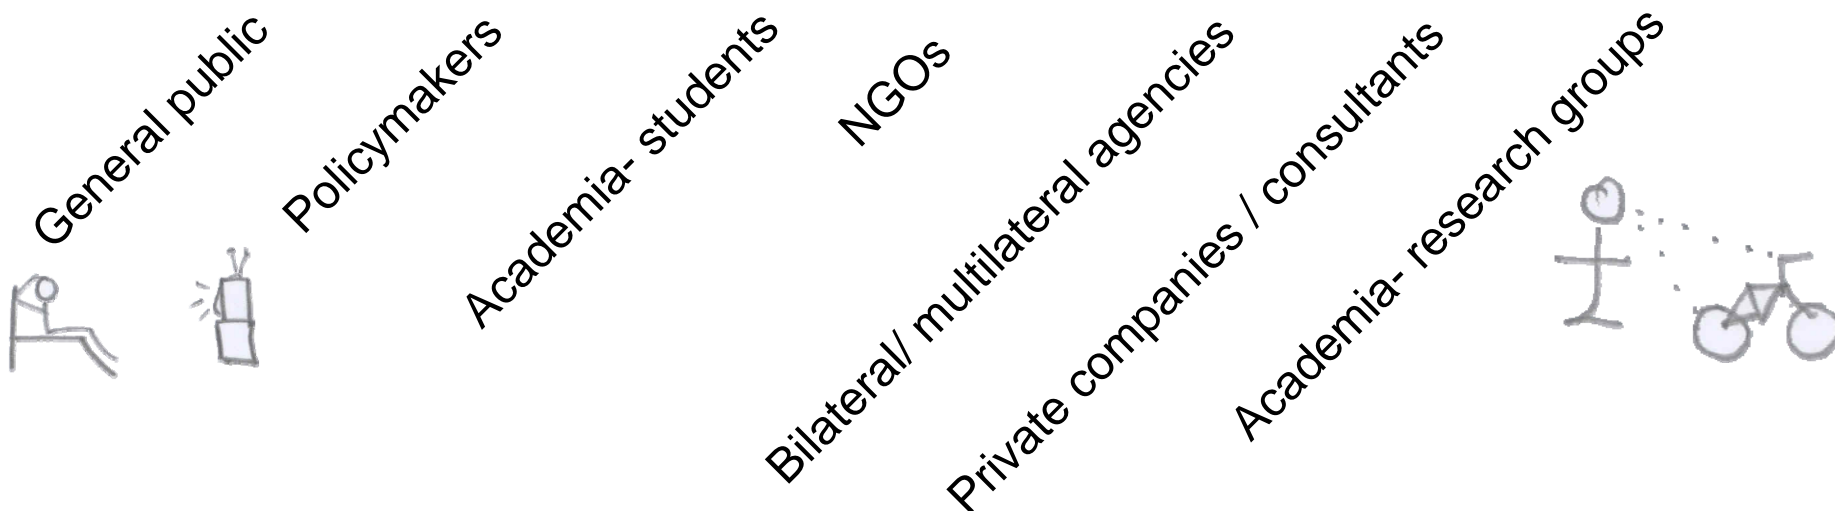 General public
Policymakers
Academia- students
NGOs
Bilateral/ multilateral agencies
Private companies / consultants
Academia- research groups